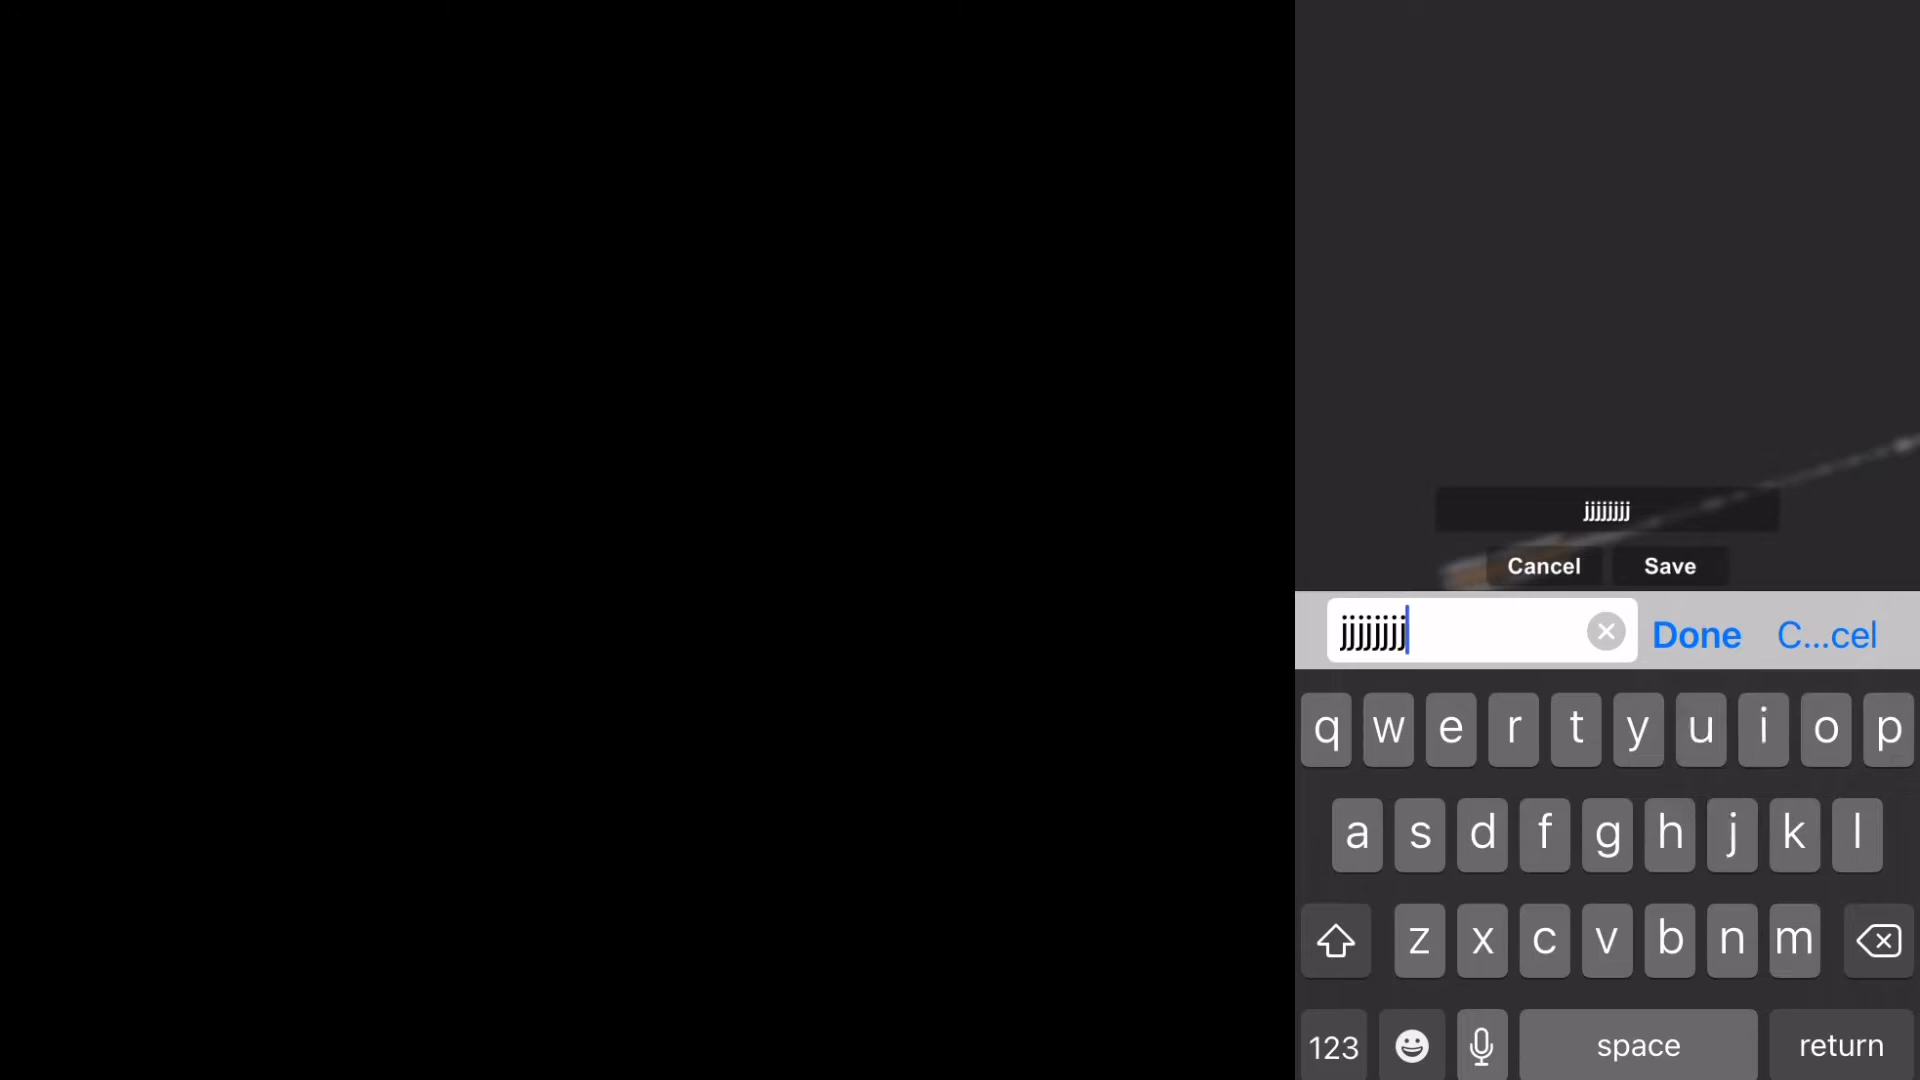 jjjjjjjj
Cancel Save
jjjjjjjj Done C...cel
q w e r t y u i o p
a s d f g h j k l
z x c v b n m
123 space return